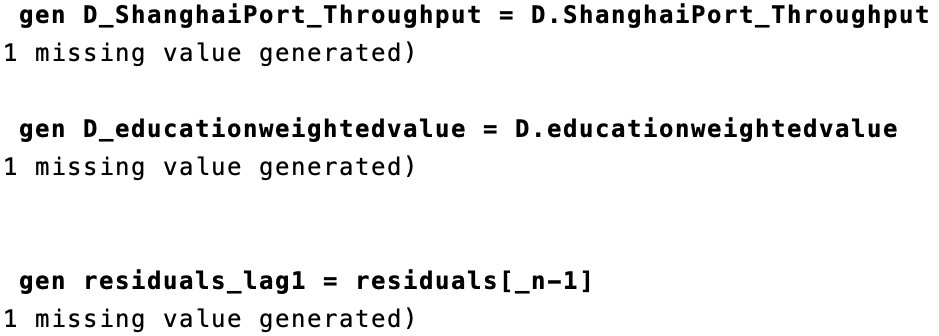 gen D_ShanghaiPort_Throughput = D.ShanghaiPort_Throughput
1 missing value generated)
gen D_educationweightedvalue = D.educationweightedvalue
1 missing value generated)
gen residuals_lag1 = residuals[_n-1]
1 missing value generated)